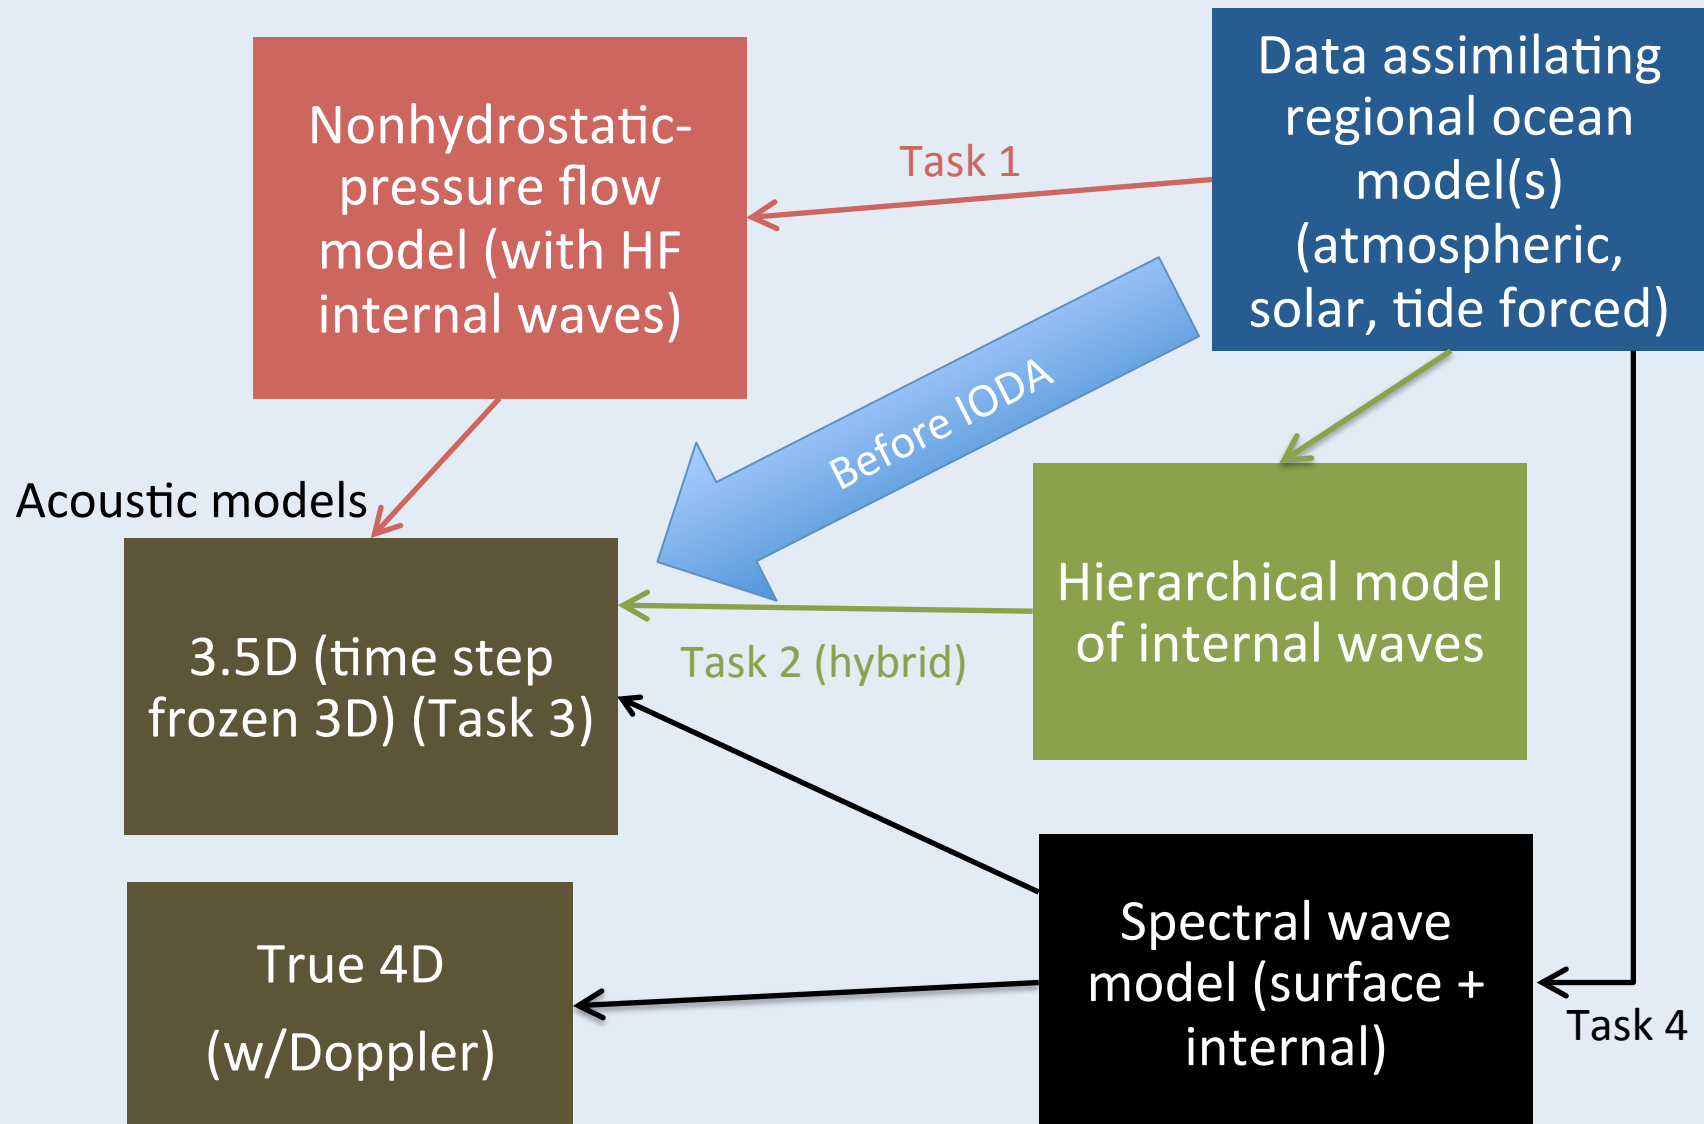 Nonhydrostatic-
pressure flow
model (with HF
internal waves)
Task 1
Data assimilating
regional ocean
model(s)
(atmospheric,
solar, tide forced)
Before IODA
Acoustic models
3.5D (time step
frozen 3D) (Task 3)
Task 2 (hybrid)
Hierarchical model
of internal waves
True 4D
(w/Doppler)
Spectral wave
model (surface +
internal)
Task 4